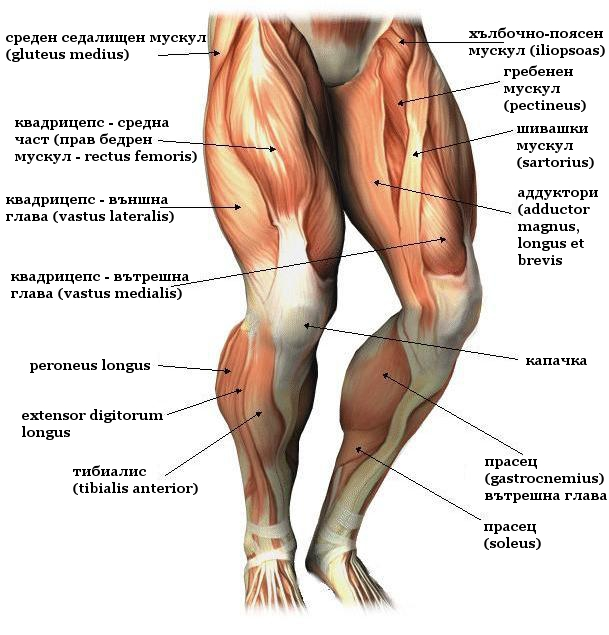 среден седалищен мускул
(gluteus medius)
квадрицепс - средна
част (прав бедрен
мускул - rectus femoris)
квадрицепс - външна
глава (vastus lateralis)
квадрицепс - вътрешна
глава (vastus medialis)
peroneus longus
extensor digitorum
longus
тибиалис
(tibialis anterior)
хълбочно-поясен
мускул (iliopsoas)
гребенен
мускул
(pectineus)
шивашки
мускул
(sartorius)
аддуктори
(adductor
magnus,
longus et
brevis
капачка
прасец
(gastrocnemius)
вътрешна глава
прасец
(soleus)